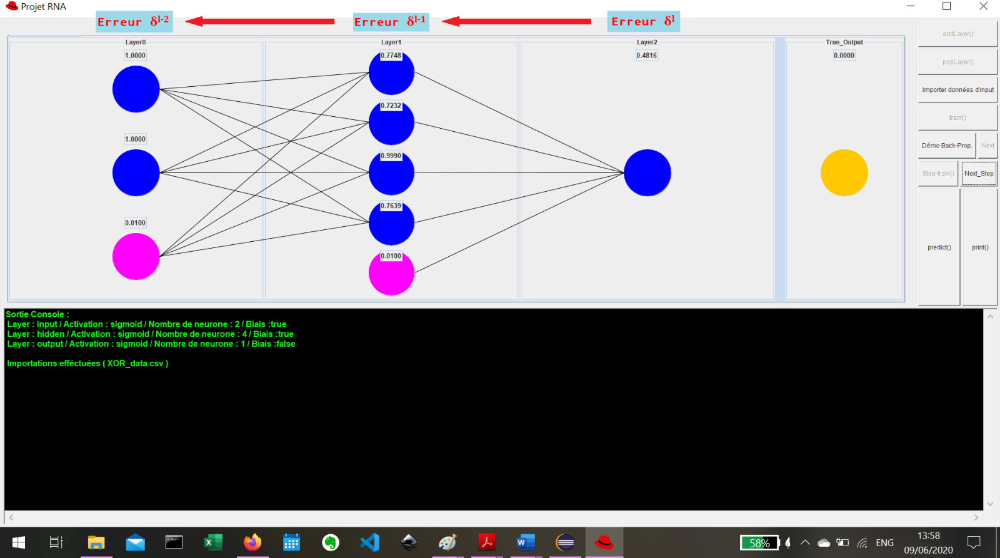 Projet RNA
Erreur δl-2
Erreur δl-1
Erreur δl
Layer0
Layer1
Layer2
True_Output
1.0000
0.7748
0.4816
0.0000
0.7232
1.0000
0.9990
0.7639
0.0100
0.0100
addLayer()
popLayer()
Importer données d'input
train()
Démo Back-Prop.
Next
Step-train()
Next_Step
predict()
print()
Sortie Console :
Layer : input / Activation : sigmoid / Nombre de neurone : 2 / Biais :true
Layer : hidden / Activation : sigmoid / Nombre de neurone : 4 / Biais :true
Layer : output / Activation : sigmoid / Nombre de neurone : 1 / Biais :false
Importations efféctuées ( XOR_data.csv )
58%
ENG
13:58
09/06/2020